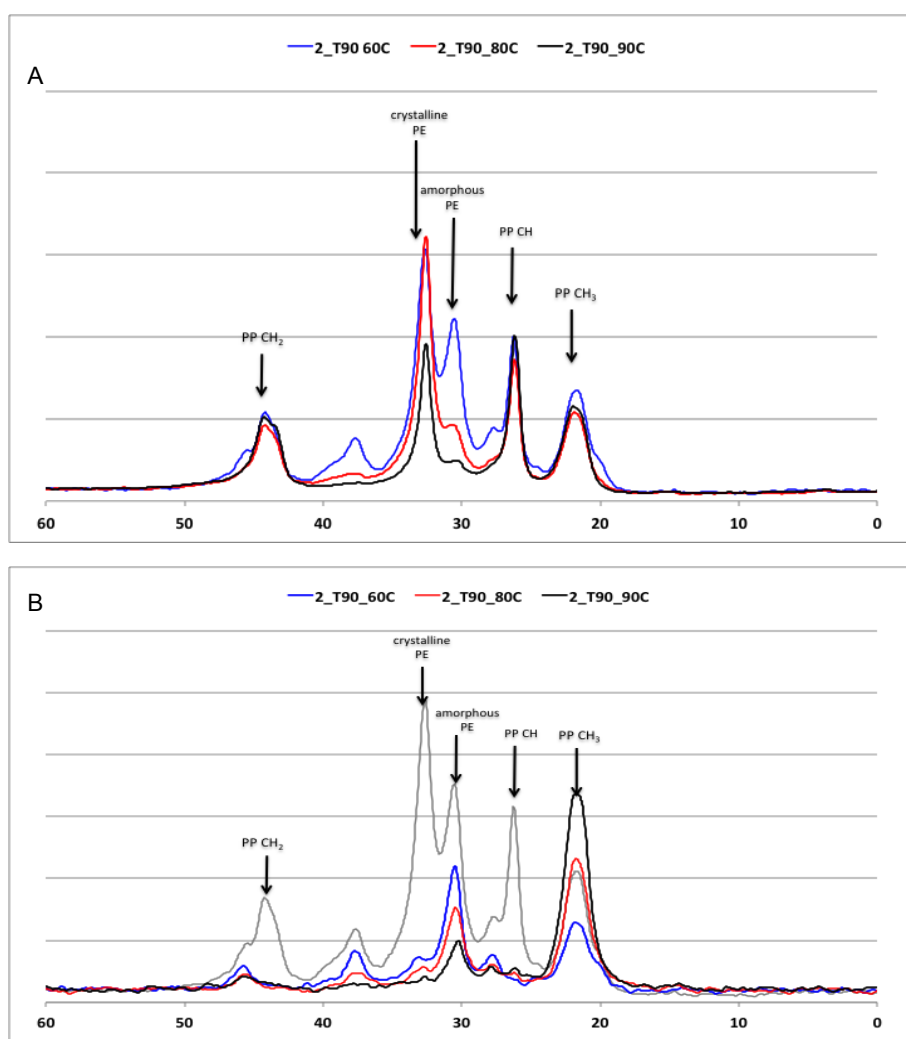 2_T90 60C 2_T90_80C 2_T90_90C
A
crystalline
PE
amorphous
PE
PP CH
PP CH₃
PP CH₂
60 50 40 30 20 10 0
2_T90_60C 2_T90_80C 2_T90_90C
B
crystalline
PE
amorphous
PE
PP CH
PP CH₃
PP CH₂
60 50 40 30 20 10 0